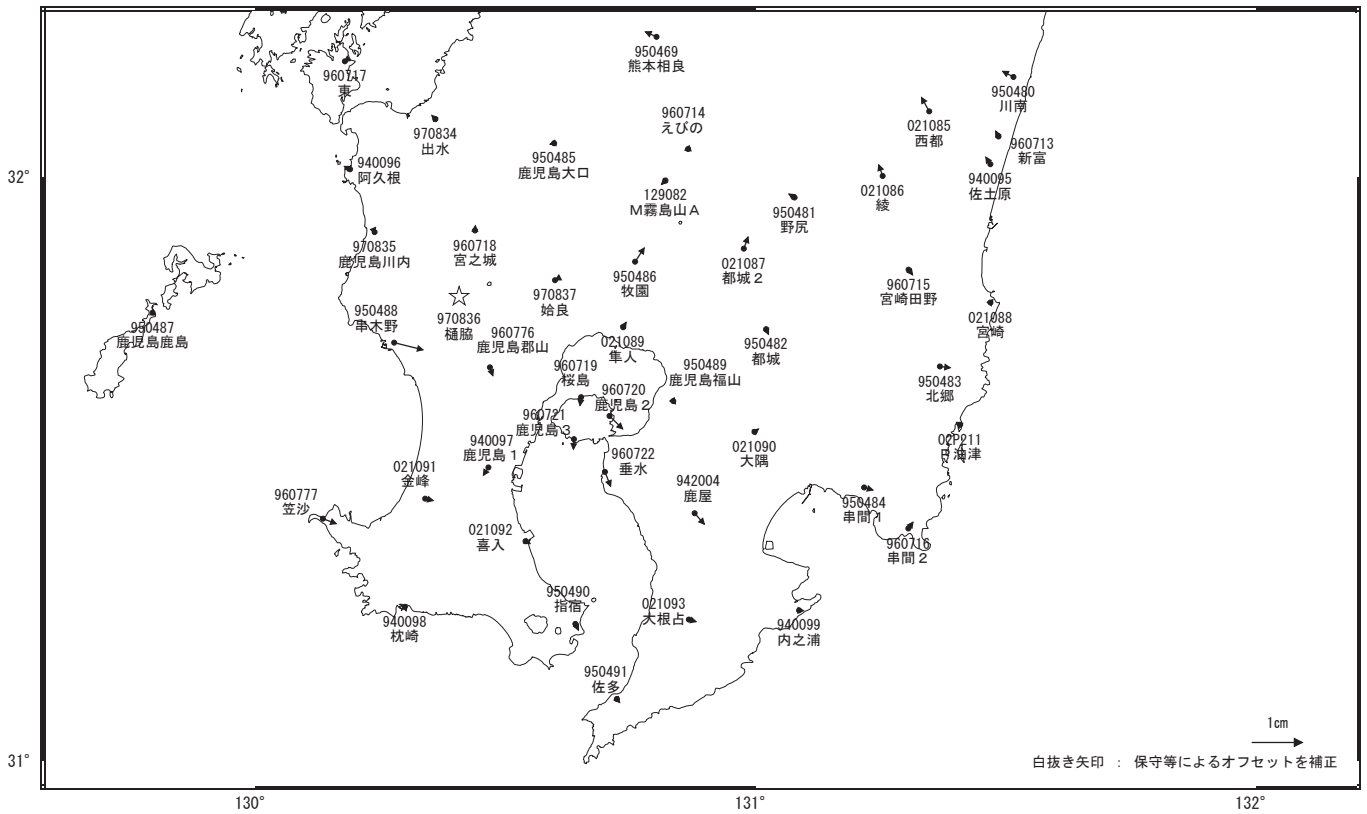 950469
熊本相良
960717
東
950480
川南
960714
えびの
021085
西都
970834
出水
960713
新富
950485
鹿児島大口
940096
阿久根
940095
佐土原
32°
021086
綾
129082
M霧島山A
950481
野尻
970835
鹿児島川内
960718
宮之城
021087
都城２
950486
牧園
960715
宮崎田野
970837
姶良
950487
鹿児島鹿島
950488
串木野
970836
樋脇
960776
鹿児島郡山
021088
宮崎
021089
隼人
950482
都城
960719
桜島
950489
鹿児島福山
950483
北郷
960720
鹿児島２
960721
鹿児島３
940097
鹿児島１
021090
大隅
960722
垂水
021091
金峰
942004
鹿屋
960777
笠沙
950484
串間１
021092
喜入
960716
串間２
950490
指宿
021093
大根占
940098
枕崎
940099
内之浦
950491
佐多
1cm
31°
白抜き矢印 ： 保守等によるオフセットを補正
130°
131°
132°